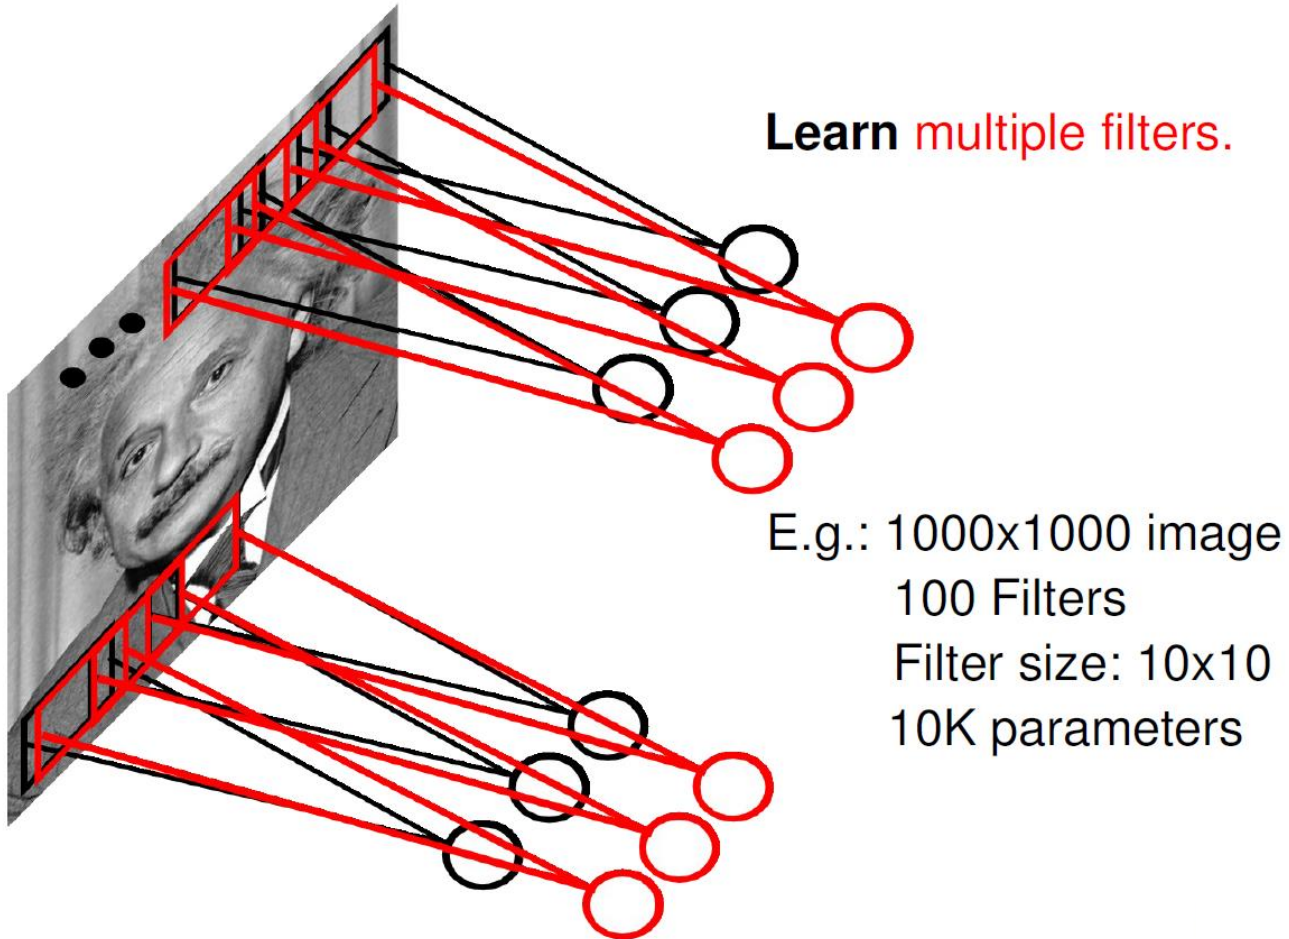 Learn multiple filters.
E.g.: 1000x1000 image
100 Filters
Filter size: 10x10
10K parameters